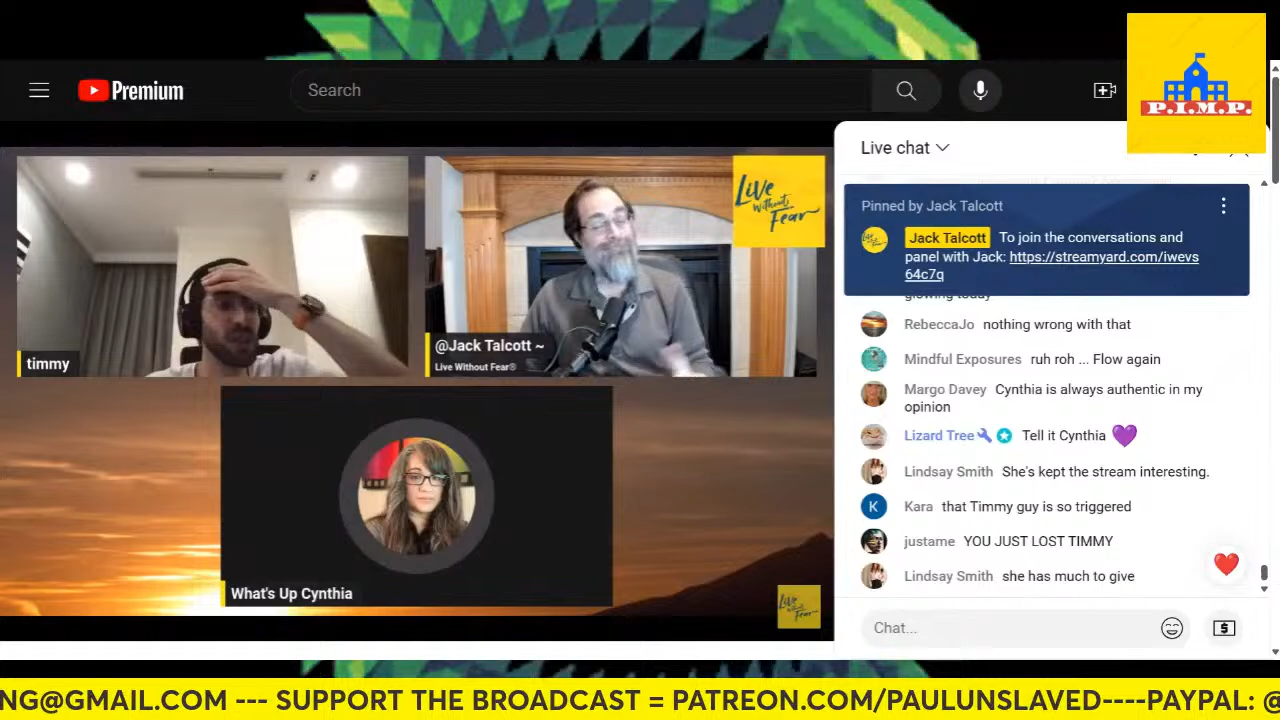 P.I.M.P.
Premium
Search
Live chat
Pinned by Jack Talcott
Jack Talcott To join the conversations and
panel with Jack: https://streamyard.com/iwevs
64c7q
glowing today
RebeccaJo nothing wrong with that
Mindful Exposures ruh roh ... Flow again
Margo Davey Cynthia is always authentic in my
opinion
Lizard Tree Tell it Cynthia
Lindsay Smith She's kept the stream interesting.
K Kara that Timmy guy is so triggered
justame YOU JUST LOST TIMMY
Lindsay Smith she has much to give
Chat...
Live
Without
Fear
timmy
@Jack Talcott ~
Live Without Fear®
What's Up Cynthia
Live
Without
Fear
NG@GMAIL.COM --- SUPPORT THE BROADCAST = PATREON.COM/PAULUNSLAVED----PAYPAL: @